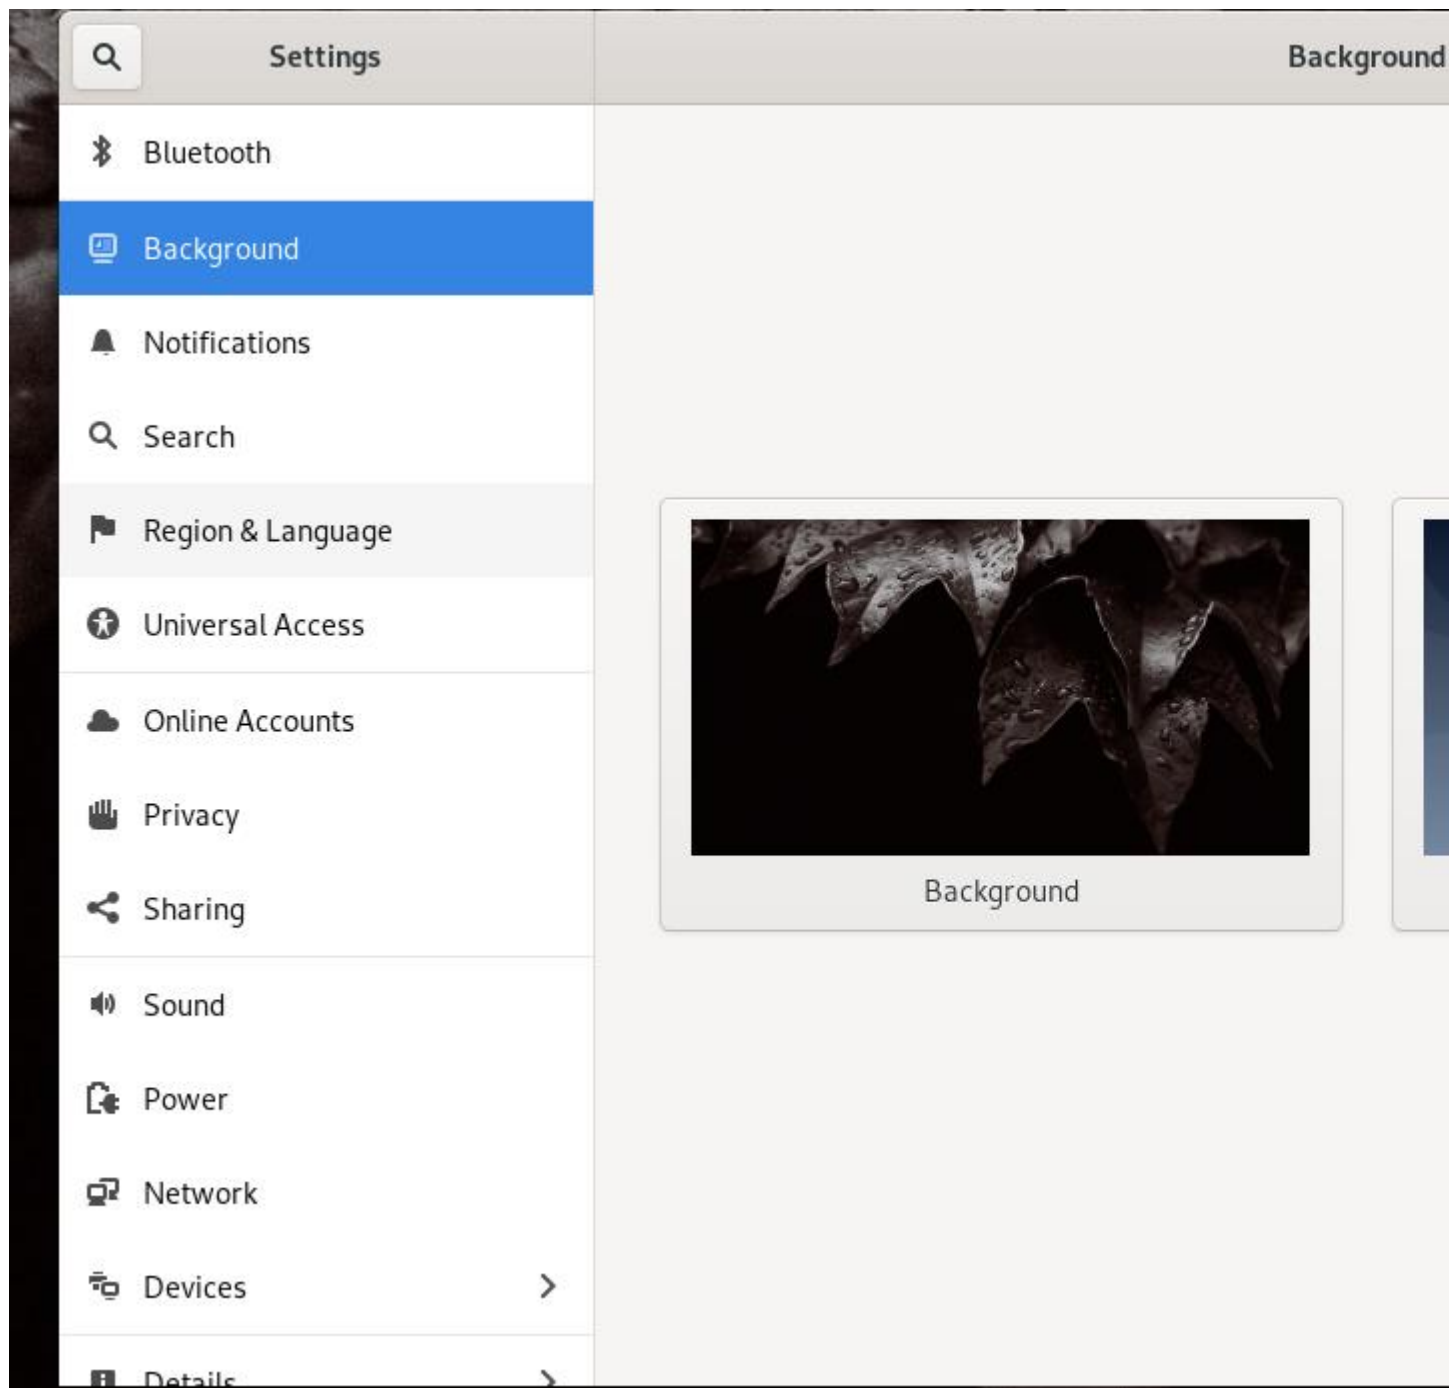 Settings
Background
Bluetooth
Background
Notifications
Search
Region & Language
Universal Access
Online Accounts
Privacy
Sharing
Sound
Power
Network
Devices
Details
Background